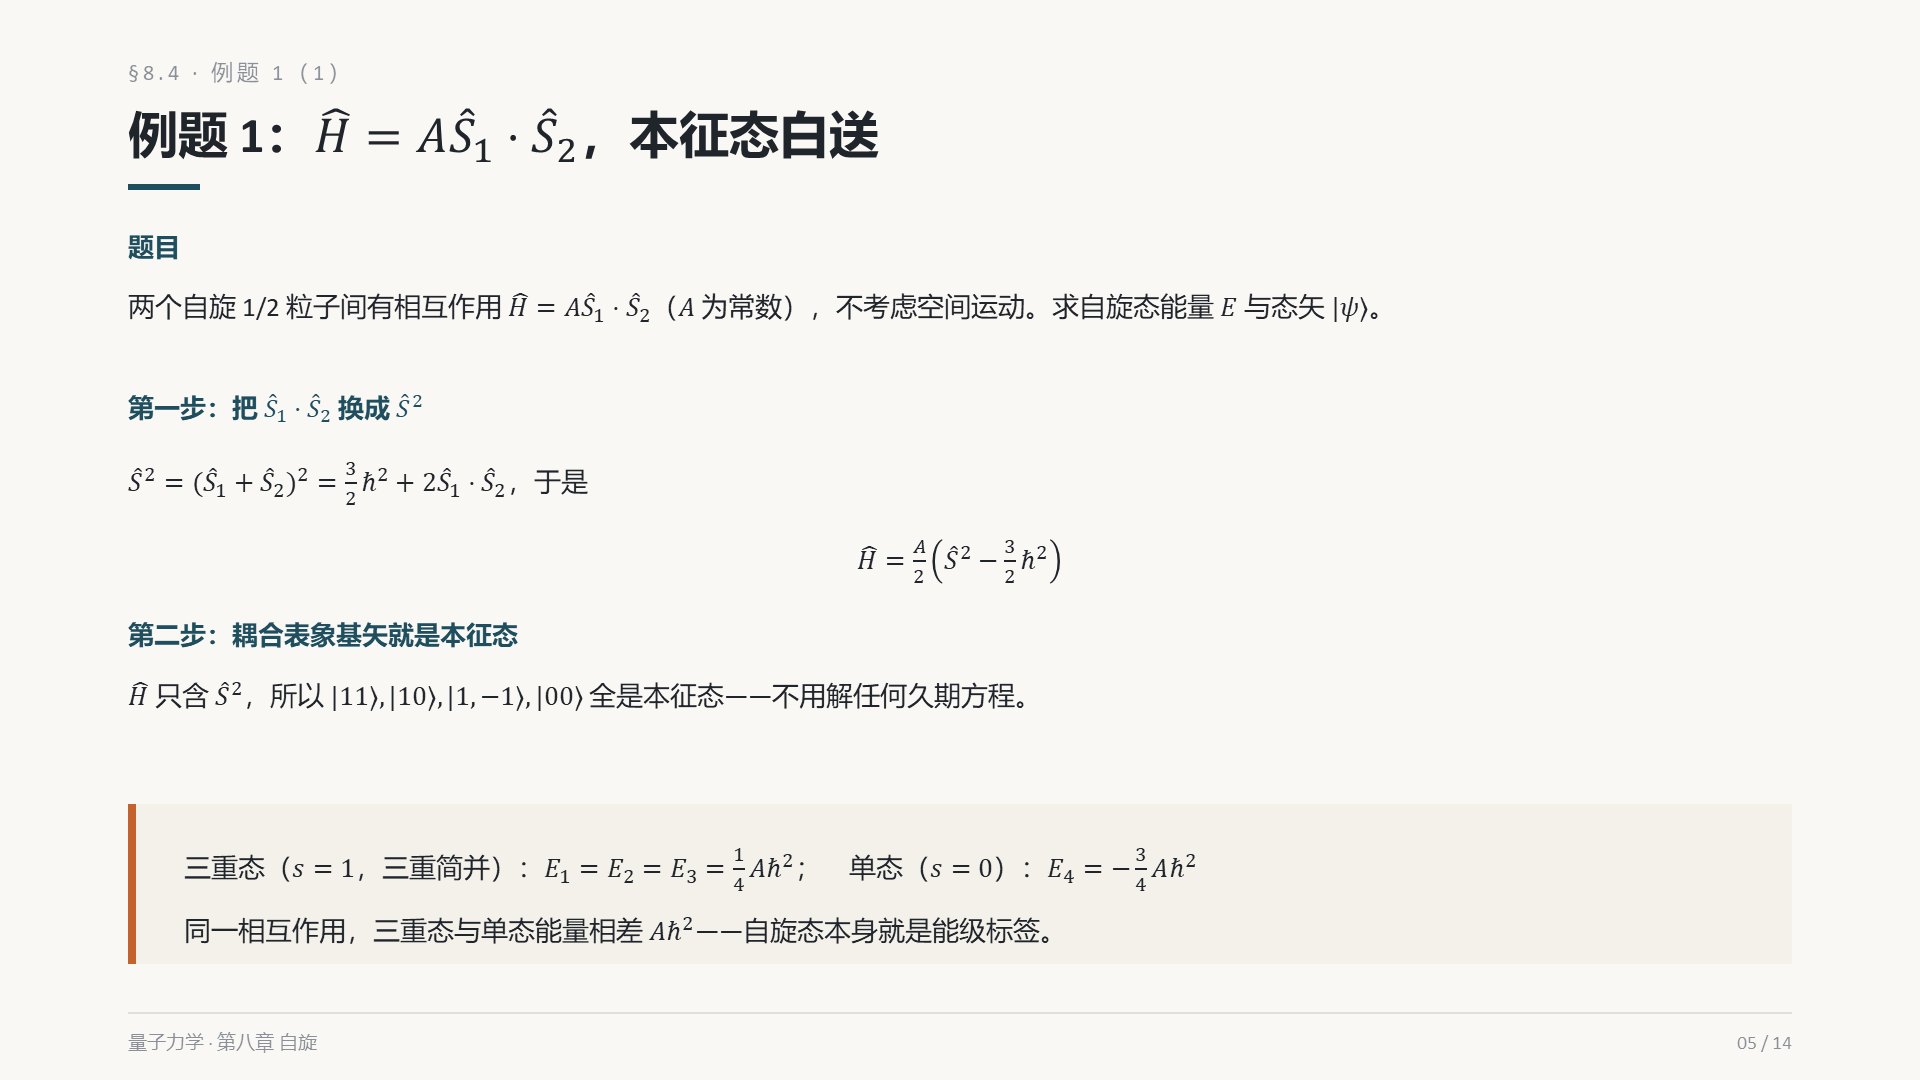 §8.4 · 例题 1（1）
例题 1：Ĥ = AŜ₁ · Ŝ₂，本征态白送
题目
两个自旋 1/2 粒子间有相互作用 Ĥ = AŜ₁ · Ŝ₂（A 为常数），不考虑空间运动。求自旋态能量 E 与态矢 |ψ⟩。
第一步：把 Ŝ₁ · Ŝ₂ 换成 Ŝ²
Ŝ² = (Ŝ₁ + Ŝ₂)² = 3/2 ℏ² + 2Ŝ₁ · Ŝ₂，于是
Ĥ = A/2 (Ŝ² − 3/2 ℏ²)
第二步：耦合表象基矢就是本征态
Ĥ 只含 Ŝ²，所以 |11⟩, |10⟩, |1, −1⟩, |00⟩ 全是本征态——不用解任何久期方程。
三重态（s = 1，三重简并）：E₁ = E₂ = E₃ = 1/4 Aℏ²； 单态（s = 0）：E₄ = −3/4 Aℏ²
同一相互作用，三重态与单态能量相差 Aℏ²——自旋态本身就是能级标签。
量子力学 · 第八章 自旋
05 / 14